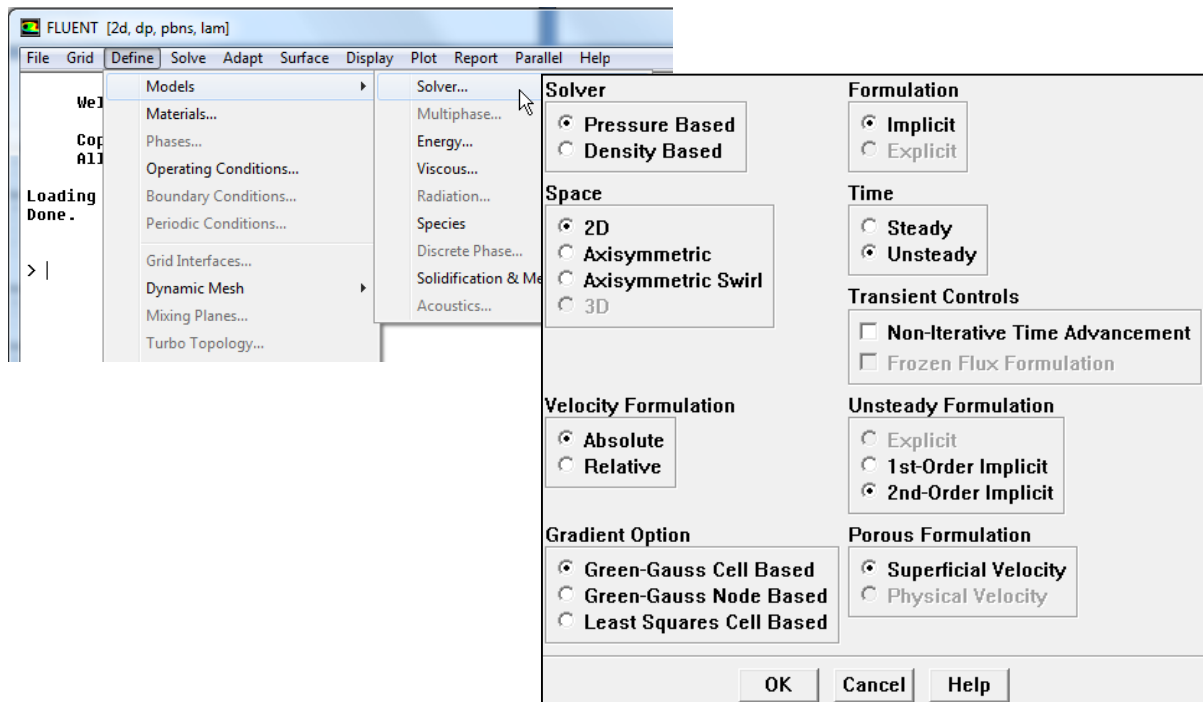 FLUENT [2d, dp, pbns, lam]
File Grid Define Solve Adapt Surface Display Plot Report Parallel Help
Wel
Cop
All
Loading
Done.
> |
Models
Materials...
Phases...
Operating Conditions...
Boundary Conditions...
Periodic Conditions...
Grid Interfaces...
Dynamic Mesh
Mixing Planes...
Turbo Topology...
Solver...
Multiphase...
Energy...
Viscous...
Radiation...
Species
Discrete Phase...
Solidification & Me
Acoustics...
Solver
Pressure Based
Density Based
Space
2D
Axisymmetric
Axisymmetric Swirl
3D
Velocity Formulation
Absolute
Relative
Gradient Option
Green-Gauss Cell Based
Green-Gauss Node Based
Least Squares Cell Based
Formulation
Implicit
Explicit
Time
Steady
Unsteady
Transient Controls
Non-Iterative Time Advancement
Frozen Flux Formulation
Unsteady Formulation
Explicit
1st-Order Implicit
2nd-Order Implicit
Porous Formulation
Superficial Velocity
Physical Velocity
OK Cancel Help